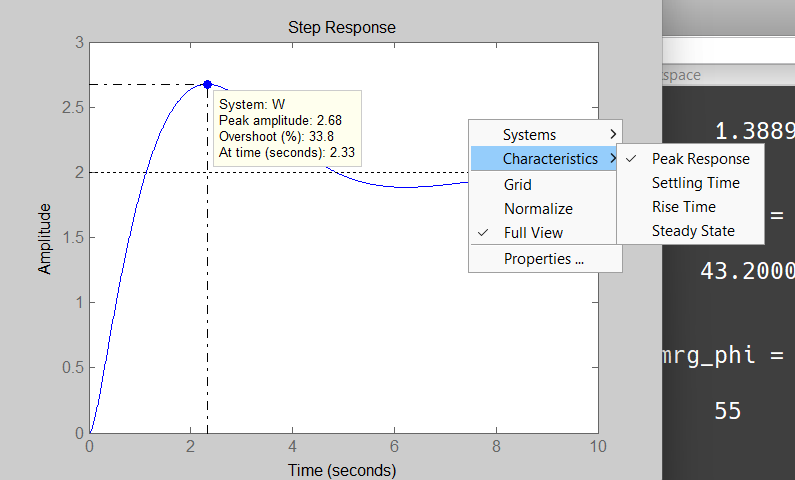 Step Response
3
2.5
2
1.5
1
0.5
0
0
2
4
6
8
10
Amplitude
Time (seconds)
System: W
Peak amplitude: 2.68
Overshoot (%): 33.8
At time (seconds): 2.33
Systems
Characteristics
Grid
Normalize
Full View
Properties ...
Peak Response
Settling Time
Rise Time
Steady State
space
1.3889
=
43.2000
mrg_phi =
55